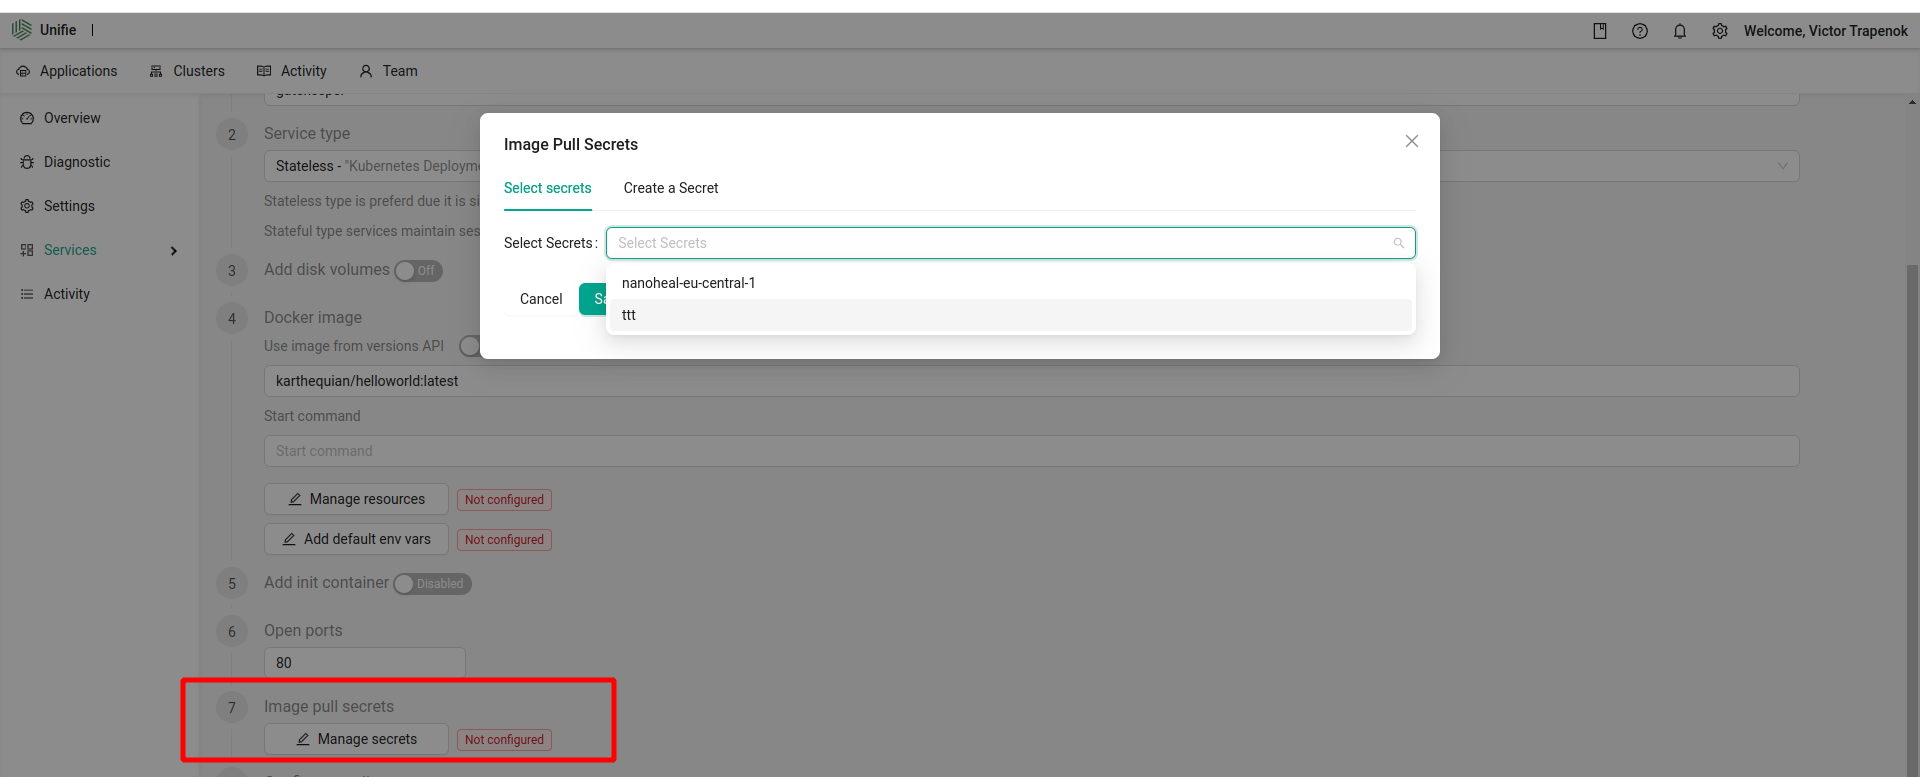 Unifie |
Welcome, Victor Trapenok
Applications
Clusters
Activity
Team
Overview
Diagnostic
Settings
Services
Activity
2
Service type
Stateless - "Kubernetes Deployme
Stateless type is preferd due it is si
Stateful type services maintain ses
3
Add disk volumes
Off
4
Docker image
Use image from versions API
karthequian/helloworld:latest
Start command
Start command
Manage resources
Not configured
Add default env vars
Not configured
5
Add init container
Disabled
6
Open ports
80
7
Image pull secrets
Manage secrets
Not configured
Image Pull Secrets
Select secrets
Create a Secret
Select Secrets :
Select Secrets
nanoheal-eu-central-1
ttt
Cancel
Sa